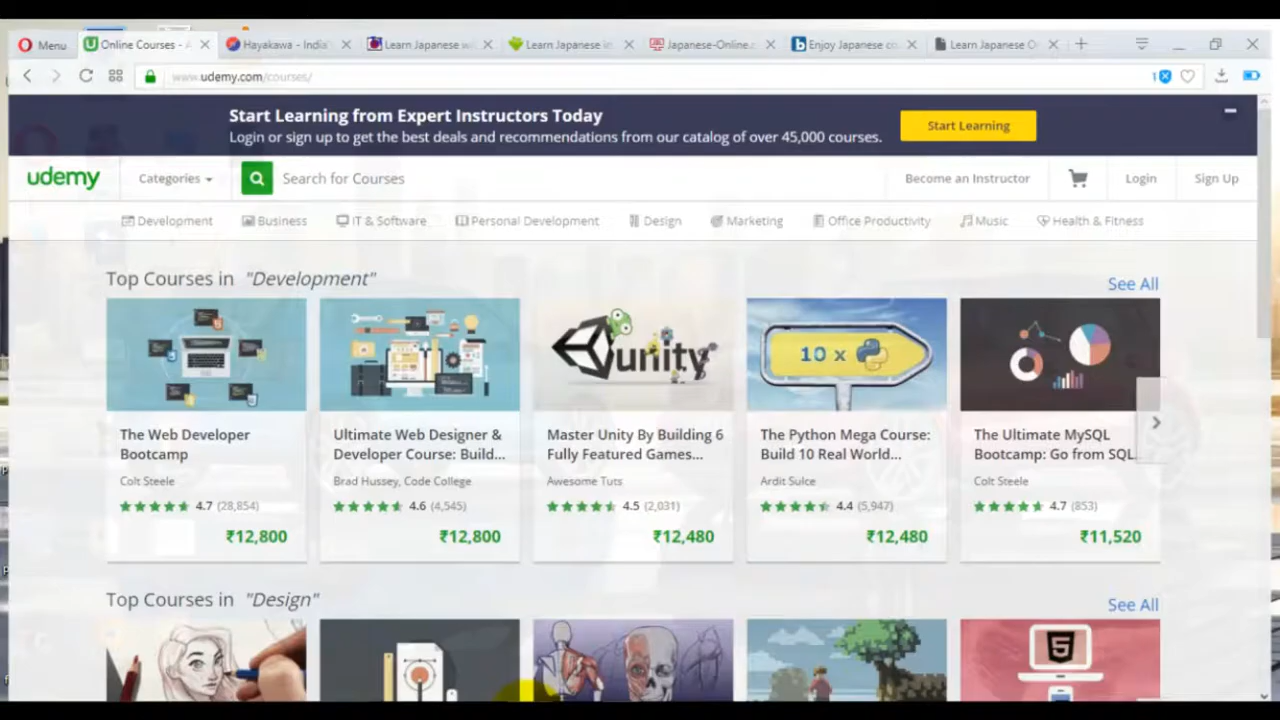 Menu
Online Courses - A
Hayakawa - India'
Learn Japanese wi
Learn Japanese in
Japanese-Online.
Enjoy Japanese co
Learn Japanese O
www.udemy.com/courses/
1
Start Learning from Expert Instructors Today
Login or sign up to get the best deals and recommendations from our catalog of over 45,000 courses.
Start Learning
udemy
Categories
Search for Courses
Become an Instructor
Login
Sign Up
Development
Business
IT & Software
Personal Development
Design
Marketing
Office Productivity
Music
Health & Fitness
Top Courses in "Development"
See All
unity
10 x
The Web Developer
Bootcamp
Colt Steele
4.7 (28,854)
₹12,800
Ultimate Web Designer &
Developer Course: Build...
Brad Hussey, Code College
4.6 (4,545)
₹12,800
Master Unity By Building 6
Fully Featured Games...
Awesome Tuts
4.5 (2,031)
₹12,480
The Python Mega Course:
Build 10 Real World...
Ardit Sulce
4.4 (5,947)
₹12,480
The Ultimate MySQL
Bootcamp: Go from SQL
Colt Steele
4.7 (853)
₹11,520
Top Courses in "Design"
See All
5